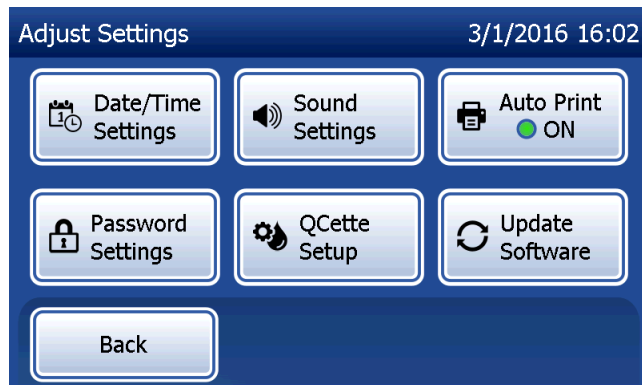 Adjust Settings 3/1/2016 16:02
Date/Time
Settings
Sound
Settings
Auto Print
ON
Password
Settings
QCette
Setup
Update
Software
Back